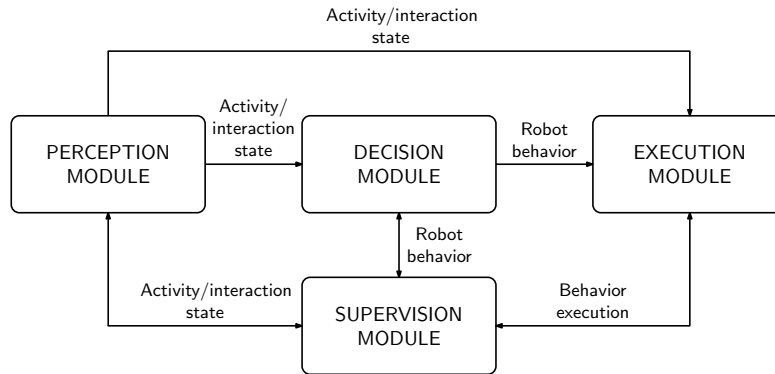 Activity/interaction
state
Activity/
interaction
state
PERCEPTION
MODULE
DECISION
MODULE
Robot
behavior
EXECUTION
MODULE
Robot
behavior
Activity/interaction
state
SUPERVISION
MODULE
Behavior
execution